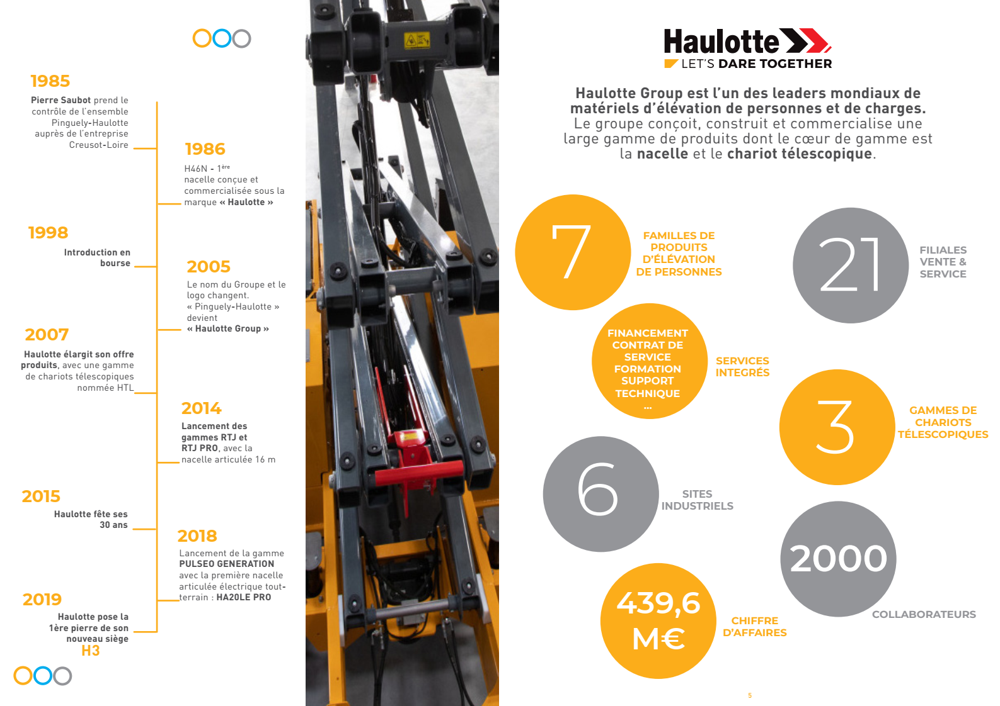 1985
Pierre Saubot prend le
contrôle de l'ensemble
Pinguely-Haulotte
auprès de l'entreprise
Creusot-Loire
1986
H46N - 1ère
nacelle conçue et
commercialisée sous la
marque « Haulotte »
1998
Introduction en
bourse
2005
Le nom du Groupe et le
logo changent.
« Pinguely-Haulotte »
devient
« Haulotte Group »
2007
Haulotte élargit son offre
produits, avec une gamme
de chariots télescopiques
nommée HTL
2014
Lancement des
gammes RTJ et
RTJ PRO, avec la
nacelle articulée 16 m
2015
Haulotte fête ses
30 ans
2018
Lancement de la gamme
PULSEO GENERATION
avec la première nacelle
articulée électrique tout-
terrain : HA20LE PRO
2019
Haulotte pose la
1ère pierre de son
nouveau siège
H3
Haulotte
LET'S DARE TOGETHER
Haulotte Group est l'un des leaders mondiaux de
matériels d'élévation de personnes et de charges.
Le groupe conçoit, construit et commercialise une
large gamme de produits dont le cœur de gamme est
la nacelle et le chariot télescopique.
7
FAMILLES DE
PRODUITS
D'ÉLÉVATION
DE PERSONNES
21
FILIALES
VENTE &
SERVICE
FINANCEMENT
CONTRAT DE
SERVICE
FORMATION
SUPPORT
TECHNIQUE
...
SERVICES
INTEGRÉS
3
GAMMES DE
CHARIOTS
TÉLESCOPIQUES
6
SITES
INDUSTRIELS
2000
COLLABORATEURS
439,6
M€
CHIFFRE
D'AFFAIRES
5